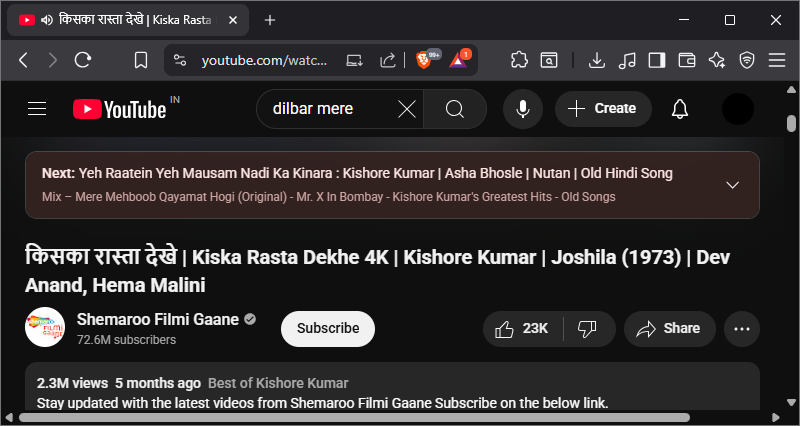 किसका रास्ता देखे | Kiska Rasta
youtube.com/watc...
99+
1
YouTube IN
dilbar mere
Create
Next: Yeh Raatein Yeh Mausam Nadi Ka Kinara : Kishore Kumar | Asha Bhosle | Nutan | Old Hindi Song
Mix – Mere Mehboob Qayamat Hogi (Original) - Mr. X In Bombay - Kishore Kumar's Greatest Hits - Old Songs
किसका रास्ता देखे | Kiska Rasta Dekhe 4K | Kishore Kumar | Joshila (1973) | Dev
Anand, Hema Malini
FILMI
GAANE
Shemaroo Filmi Gaane
72.6M subscribers
Subscribe
23K
Share
2.3M views 5 months ago Best of Kishore Kumar
Stay updated with the latest videos from Shemaroo Filmi Gaane Subscribe on the below link.